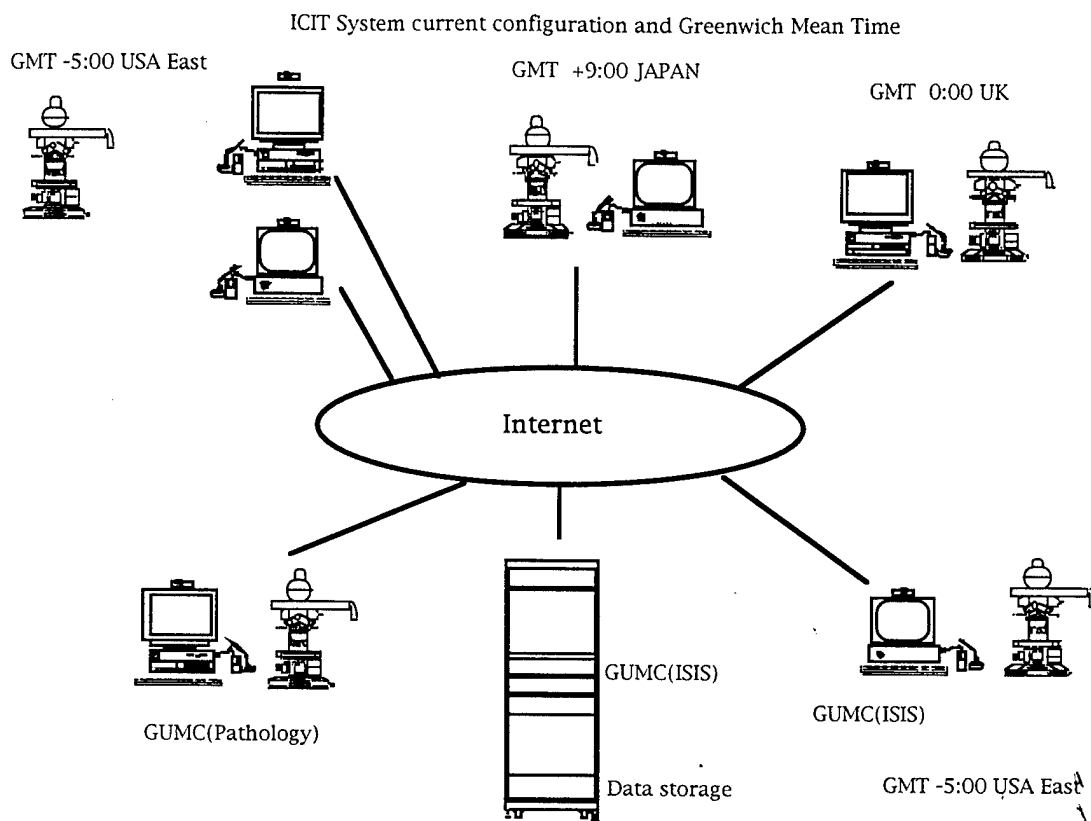 ICIT System current configuration and Greenwich Mean Time
GMT -5:00 USA East
GMT +9:00 JAPAN
GMT 0:00 UK
Internet
GUMC(Pathology)
GUMC(ISIS)
Data storage
GUMC(ISIS)
GMT -5:00 USA East